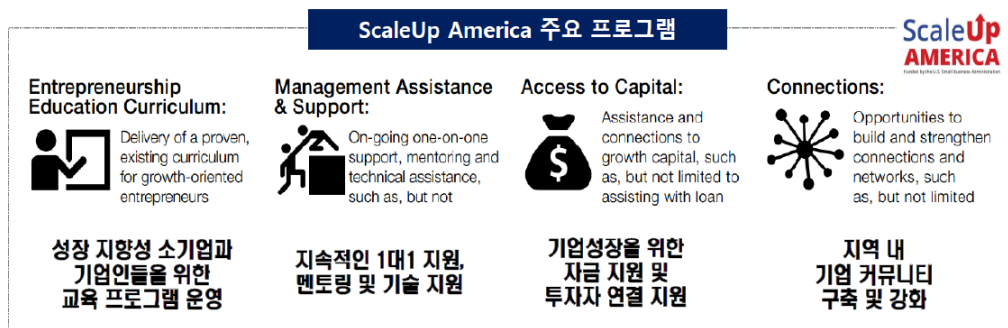 ScaleUp America 주요 프로그램
ScaleUp
AMERICA
Funded by the U.S. Small Business Administration
Entrepreneurship
Education Curriculum:
Delivery of a proven,
existing curriculum
for growth-oriented
entrepreneurs
성장 지향성 소기업과
기업인들을 위한
교육 프로그램 운영
Management Assistance
& Support:
On-going one-on-one
support, mentoring and
technical assistance,
such as, but not
지속적인 1대1 지원,
멘토링 및 기술 지원
Access to Capital:
Assistance and
connections to
growth capital, such
as, but not limited to
assisting with loan
$
기업성장을 위한
자금 지원 및
투자자 연결 지원
Connections:
Opportunities to
build and strengthen
connections and
networks, such
as, but not limited
지역 내
기업 커뮤니티
구축 및 강화